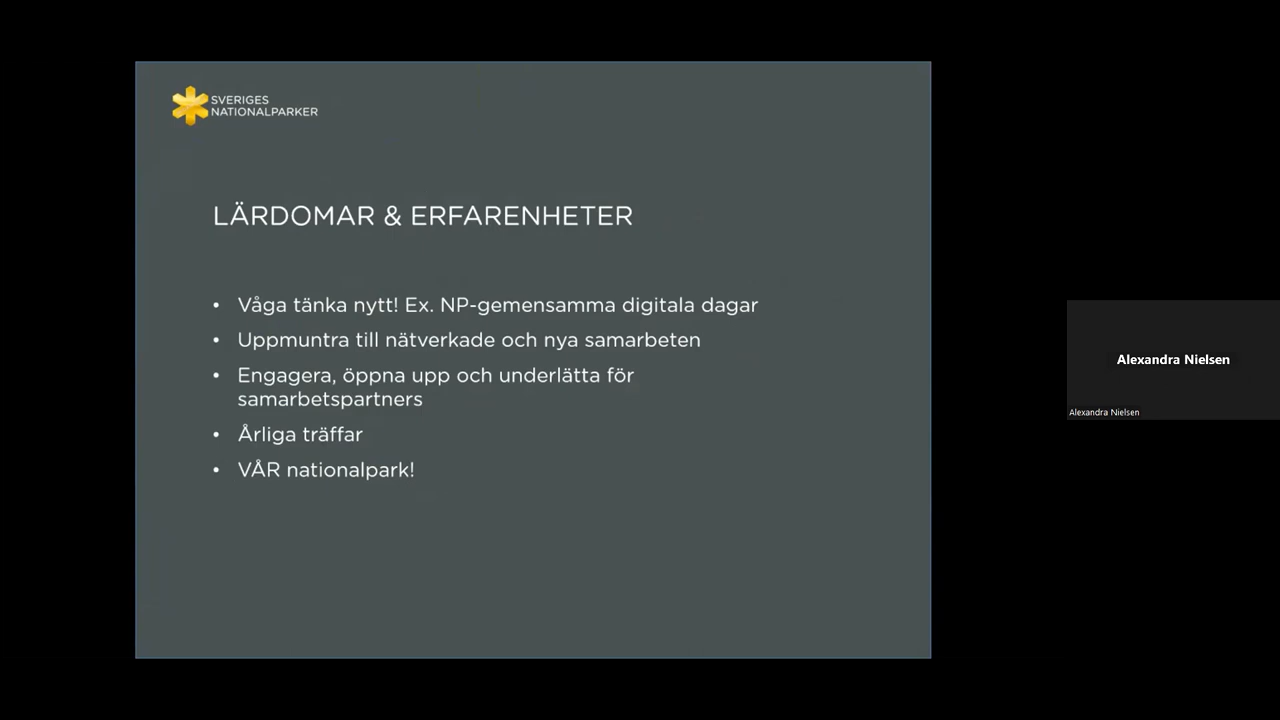 SVERIGES
NATIONALPARKER
LÄRDOMAR & ERFARENHETER
• Våga tänka nytt! Ex. NP-gemensamma digitala dagar
• Uppmuntra till nätverkade och nya samarbeten
• Engagera, öppna upp och underlätta för
samarbetspartners
• Årliga träffar
• VÅR nationalpark!
Alexandra Nielsen
Alexandra Nielsen